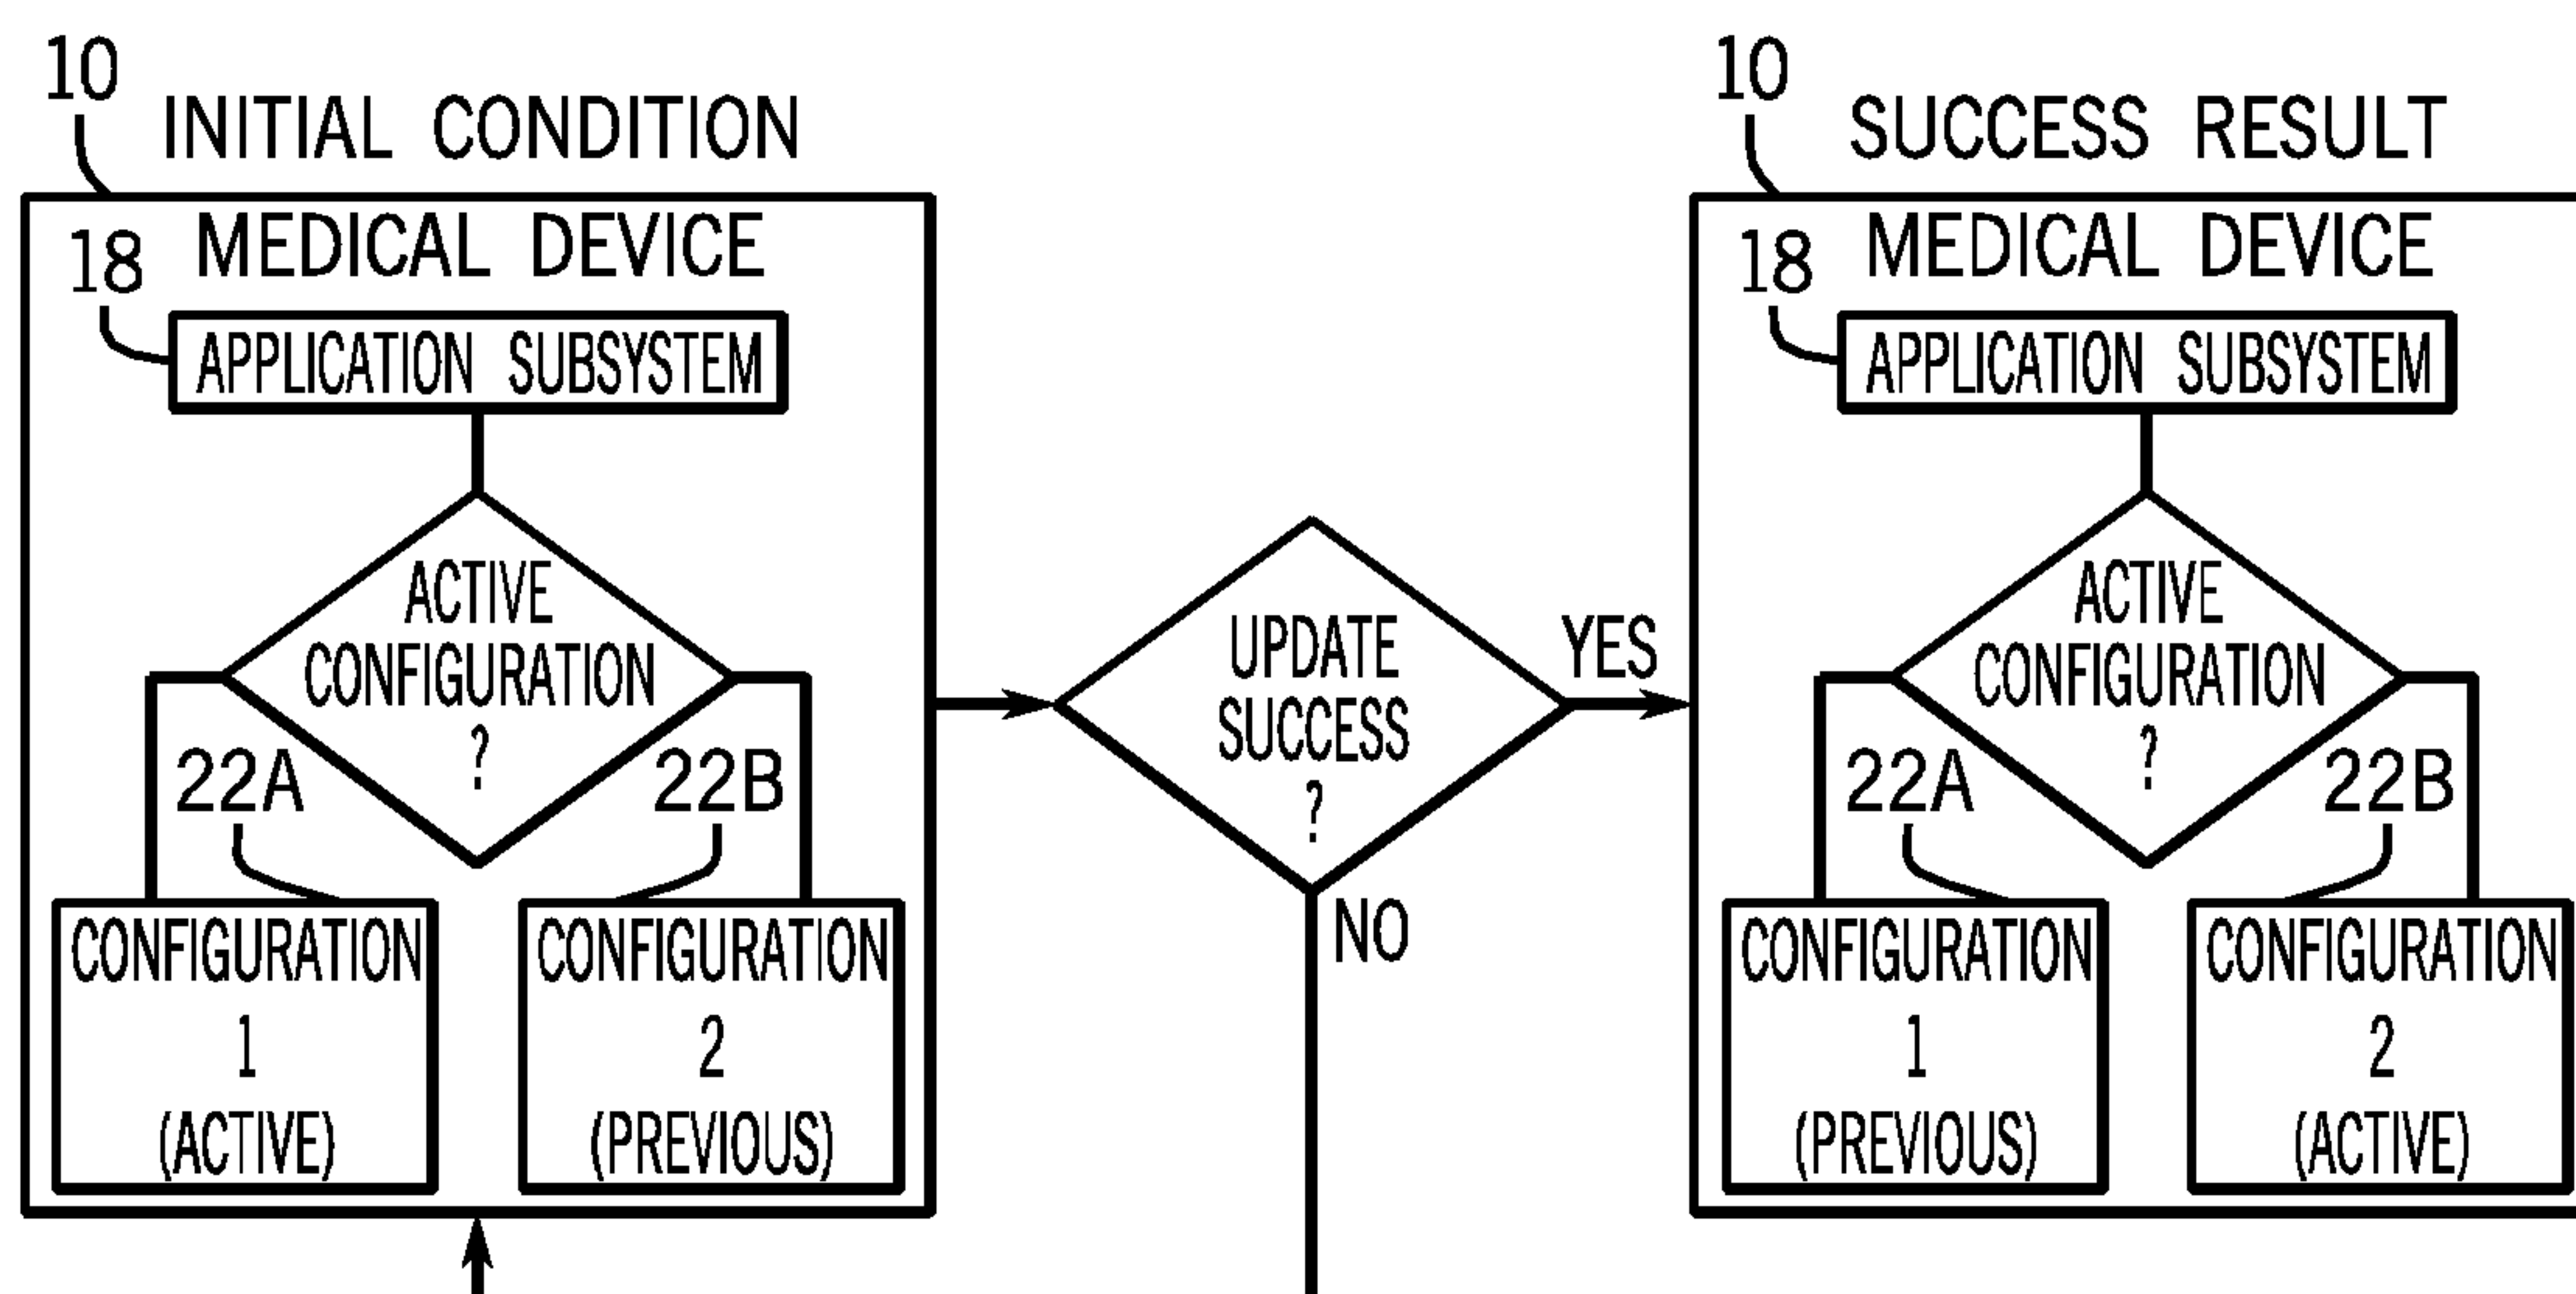 10
INITIAL CONDITION
MEDICAL DEVICE
18
APPLICATION SUBSYSTEM
ACTIVE
CONFIGURATION
?
22A
22B
CONFIGURATION
1
(ACTIVE)
CONFIGURATION
2
(PREVIOUS)
UPDATE
SUCCESS
?
YES
NO
10
SUCCESS RESULT
MEDICAL DEVICE
18
APPLICATION SUBSYSTEM
ACTIVE
CONFIGURATION
?
22A
22B
CONFIGURATION
1
(PREVIOUS)
CONFIGURATION
2
(ACTIVE)